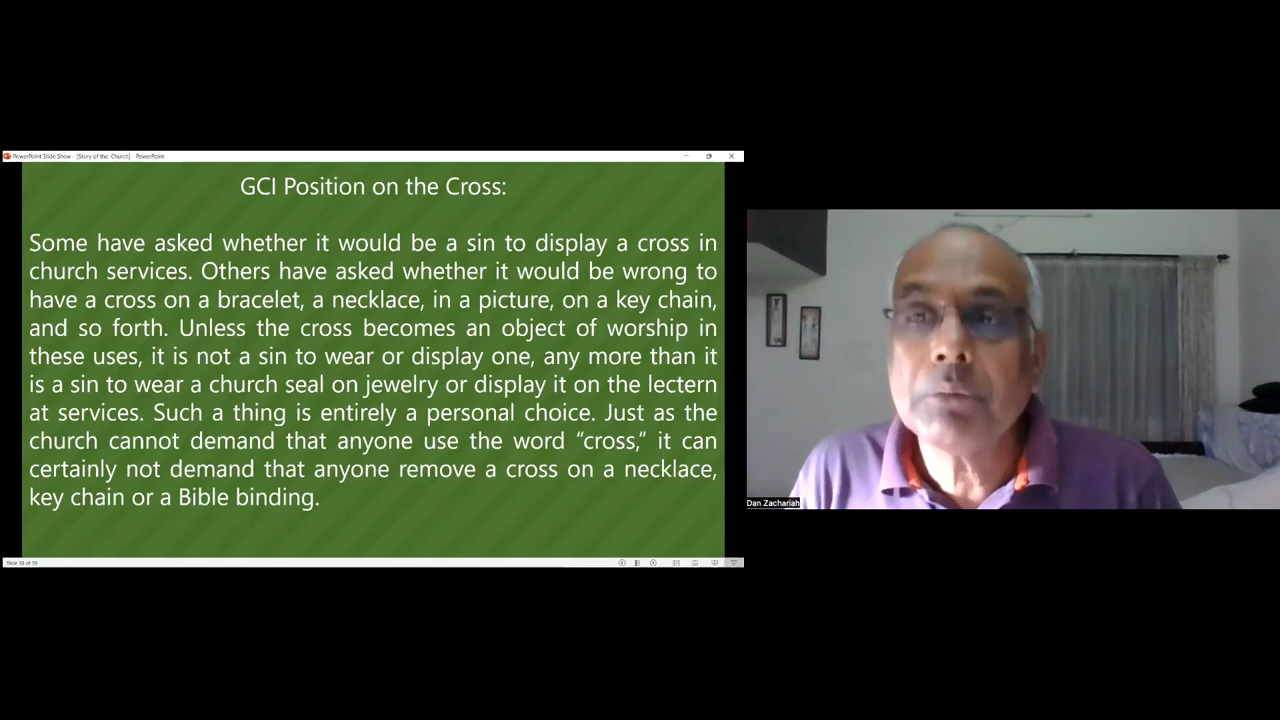 PowerPoint Slide Show - [Story of the Church] - PowerPoint
GCI Position on the Cross:
Some have asked whether it would be a sin to display a cross in
church services. Others have asked whether it would be wrong to
have a cross on a bracelet, a necklace, in a picture, on a key chain,
and so forth. Unless the cross becomes an object of worship in
these uses, it is not a sin to wear or display one, any more than it
is a sin to wear a church seal on jewelry or display it on the lectern
at services. Such a thing is entirely a personal choice. Just as the
church cannot demand that anyone use the word “cross,” it can
certainly not demand that anyone remove a cross on a necklace,
key chain or a Bible binding.
Dan Zachariah